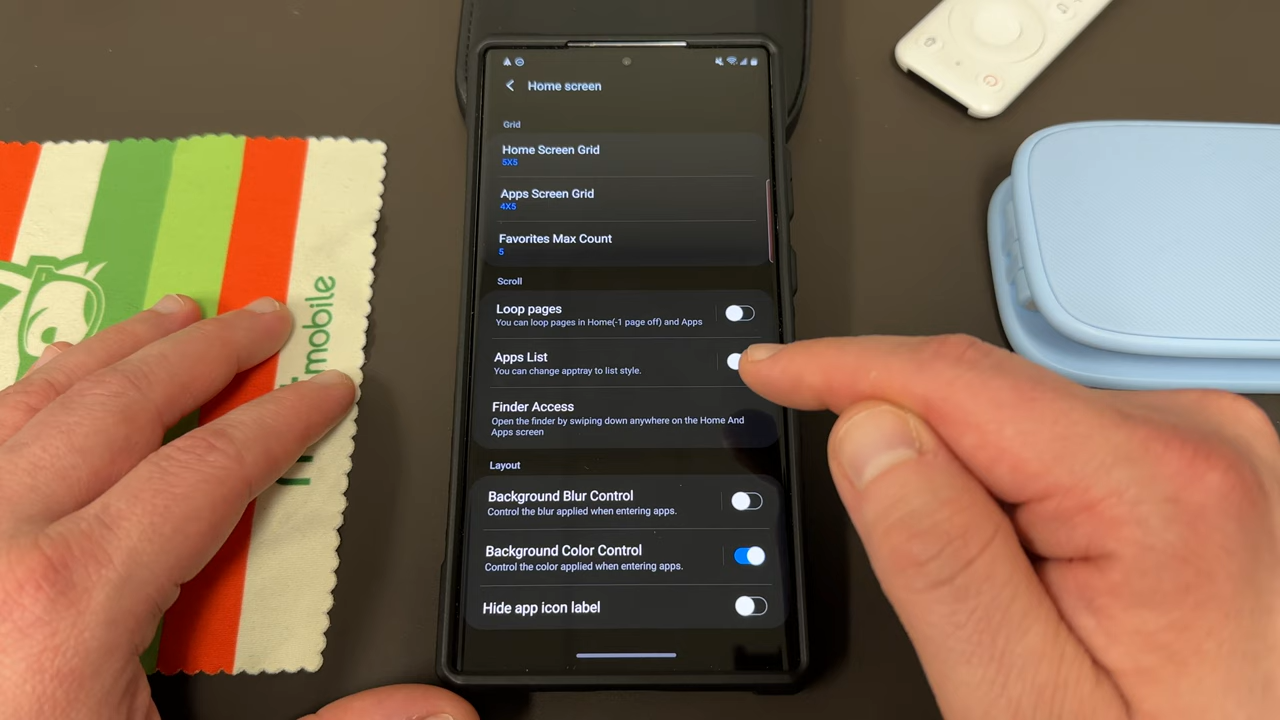 Home screen
Grid
Home Screen Grid
5X5
Apps Screen Grid
4X5
Favorites Max Count
5
Scroll
Loop pages
You can loop pages in Home(-1 page off) and Apps
Apps List
You can change apptray to list style.
Finder Access
Open the finder by swiping down anywhere on the Home And
Apps screen
Layout
Background Blur Control
Control the blur applied when entering apps.
Background Color Control
Control the color applied when entering apps.
Hide app icon label
mobile